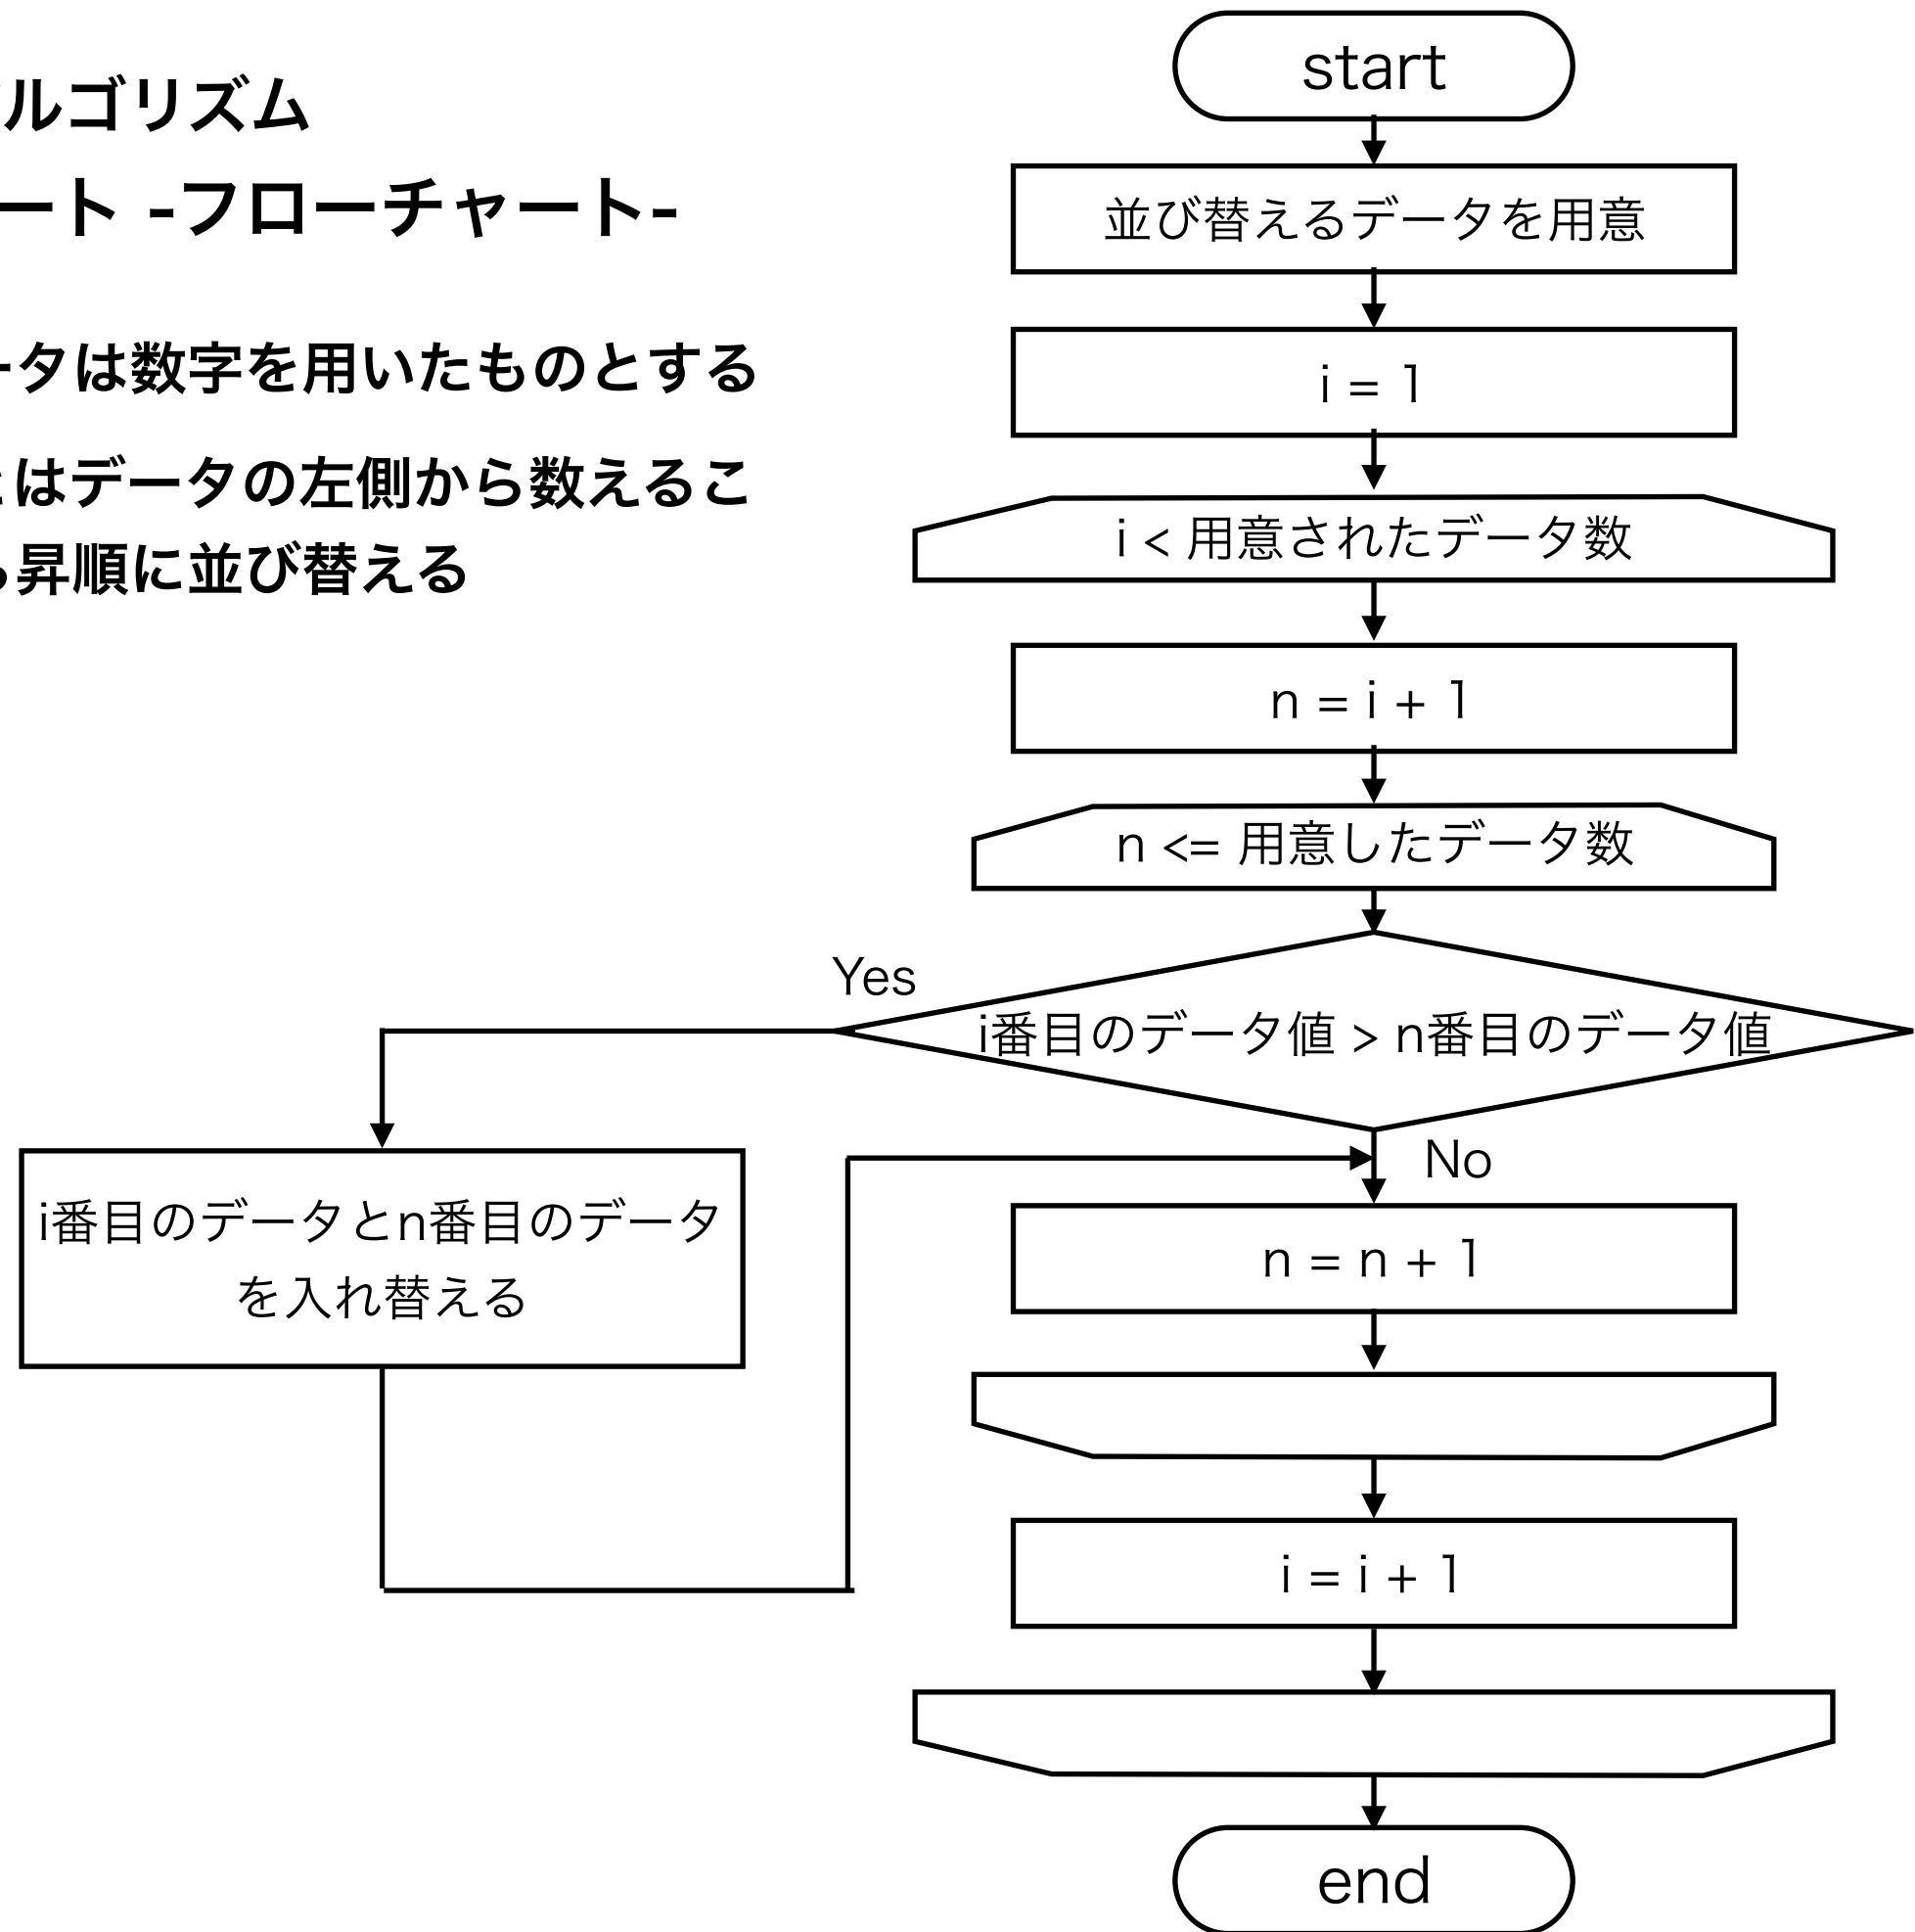 ルゴリズム
ート -フローチャート-
ータは数字を用いたものとする
はデータの左側から数えるこ
昇順に並び替える
start
並び替えるデータを用意
i = 1
i < 用意されたデータ数
n = i + 1
n <= 用意したデータ数
Yes
i番目のデータ値 > n番目のデータ値
No
i番目のデータとn番目のデータ
を入れ替える
n = n + 1
i = i + 1
end